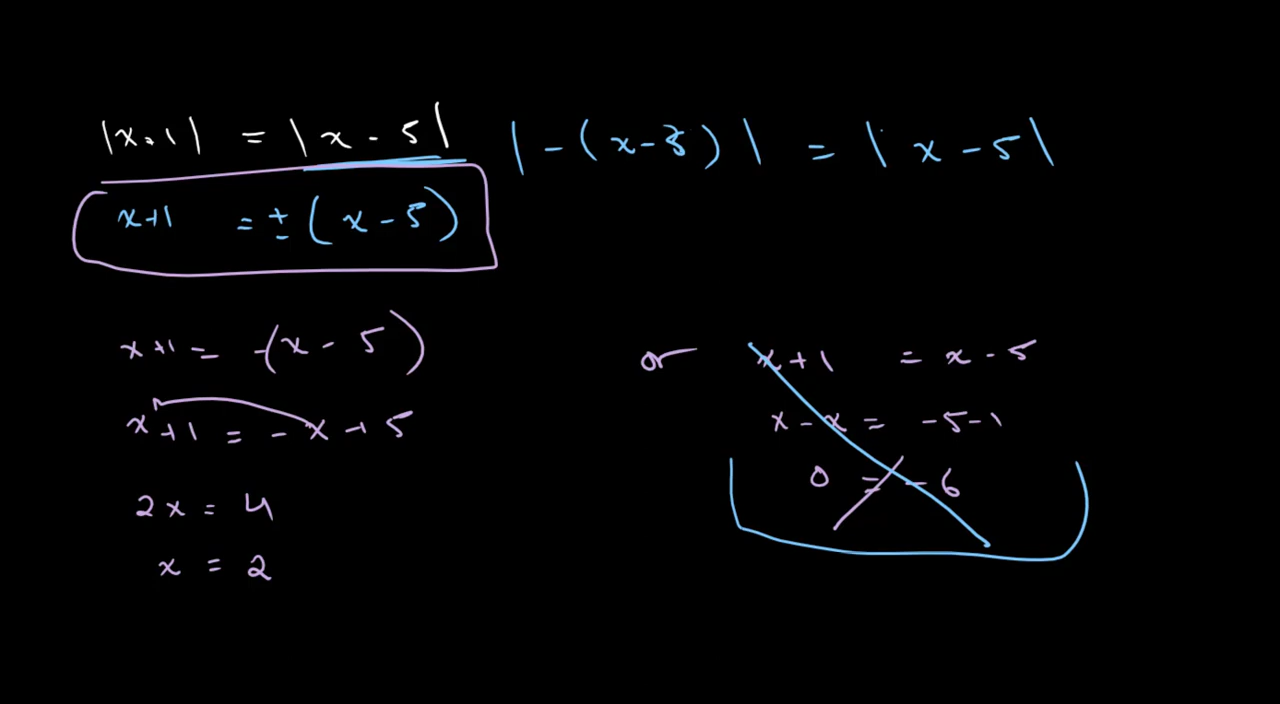 |x+1| = |x - 5| |-(x-5)| = |x-5|
x+1 = ± (x - 5)
x+1 = -(x - 5) or x+1 = x - 5
x+1 = -x+5 x-x = -5-1
2x = 4 0 = -6
x = 2